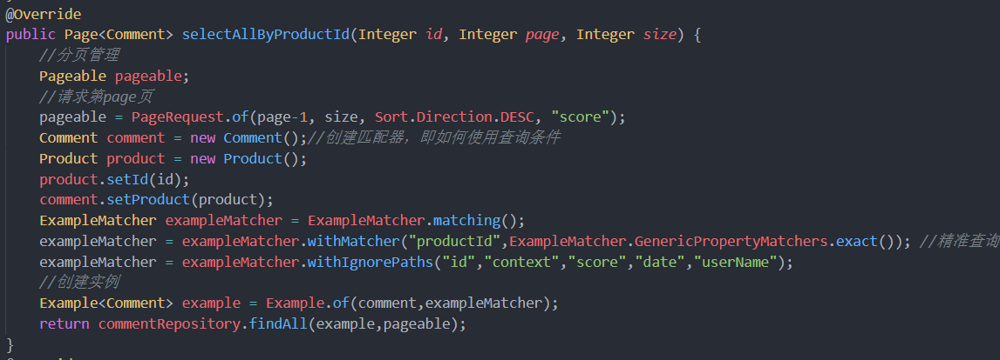 @Override
public Page<Comment> selectAllByProductId(Integer id, Integer page, Integer size) {
    //分页管理
    Pageable pageable;
    //请求第page页
    pageable = PageRequest.of(page-1, size, Sort.Direction.DESC, "score");
    Comment comment = new Comment();//创建匹配器，即如何使用查询条件
    Product product = new Product();
    product.setId(id);
    comment.setProduct(product);
    ExampleMatcher exampleMatcher = ExampleMatcher.matching();
    exampleMatcher = exampleMatcher.withMatcher("productId",ExampleMatcher.GenericPropertyMatchers.exact()); //精准查询
    exampleMatcher = exampleMatcher.withIgnorePaths("id","context","score","date","userName");
    //创建实例
    Example<Comment> example = Example.of(comment,exampleMatcher);
    return commentRepository.findAll(example,pageable);
}